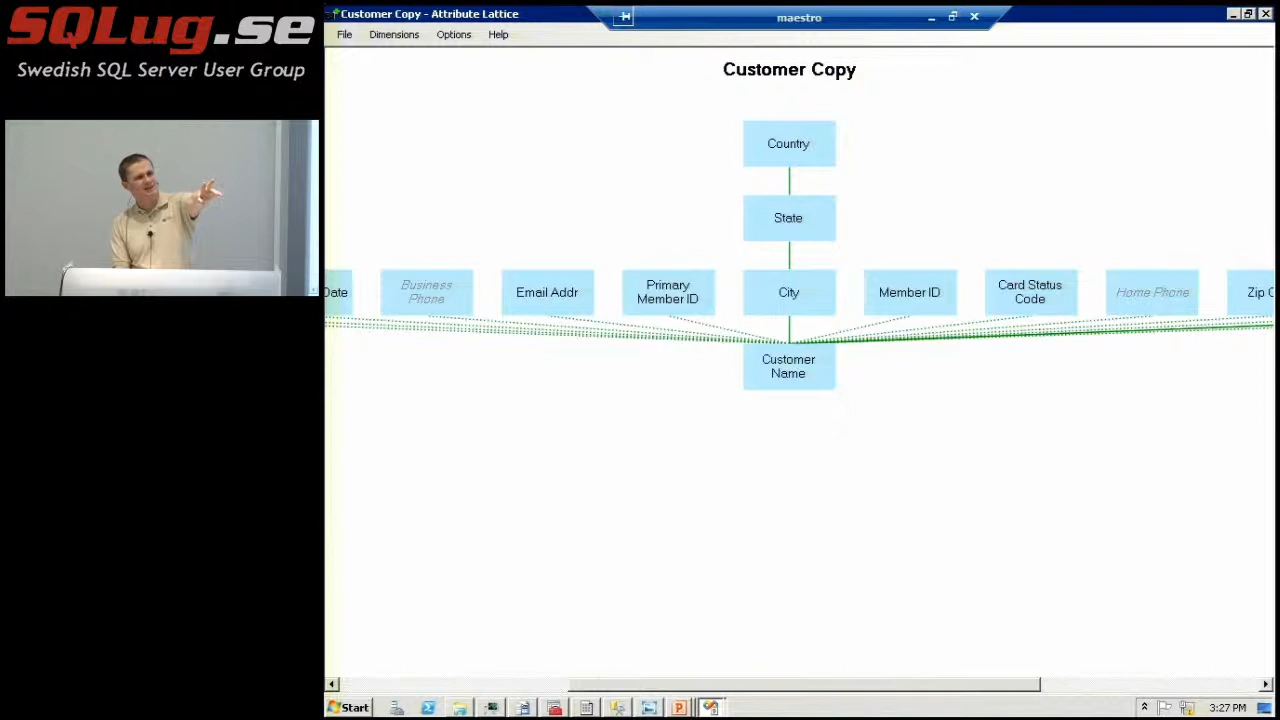 SQLug.se
Swedish SQL Server User Group
Customer Copy - Attribute Lattice
maestro
File Dimensions Options Help
Customer Copy
Country
State
Date
Business
Phone
Email Addr
Primary
Member ID
City
Member ID
Card Status
Code
Home Phone
Zip C
Customer
Name
Start
3:27 PM